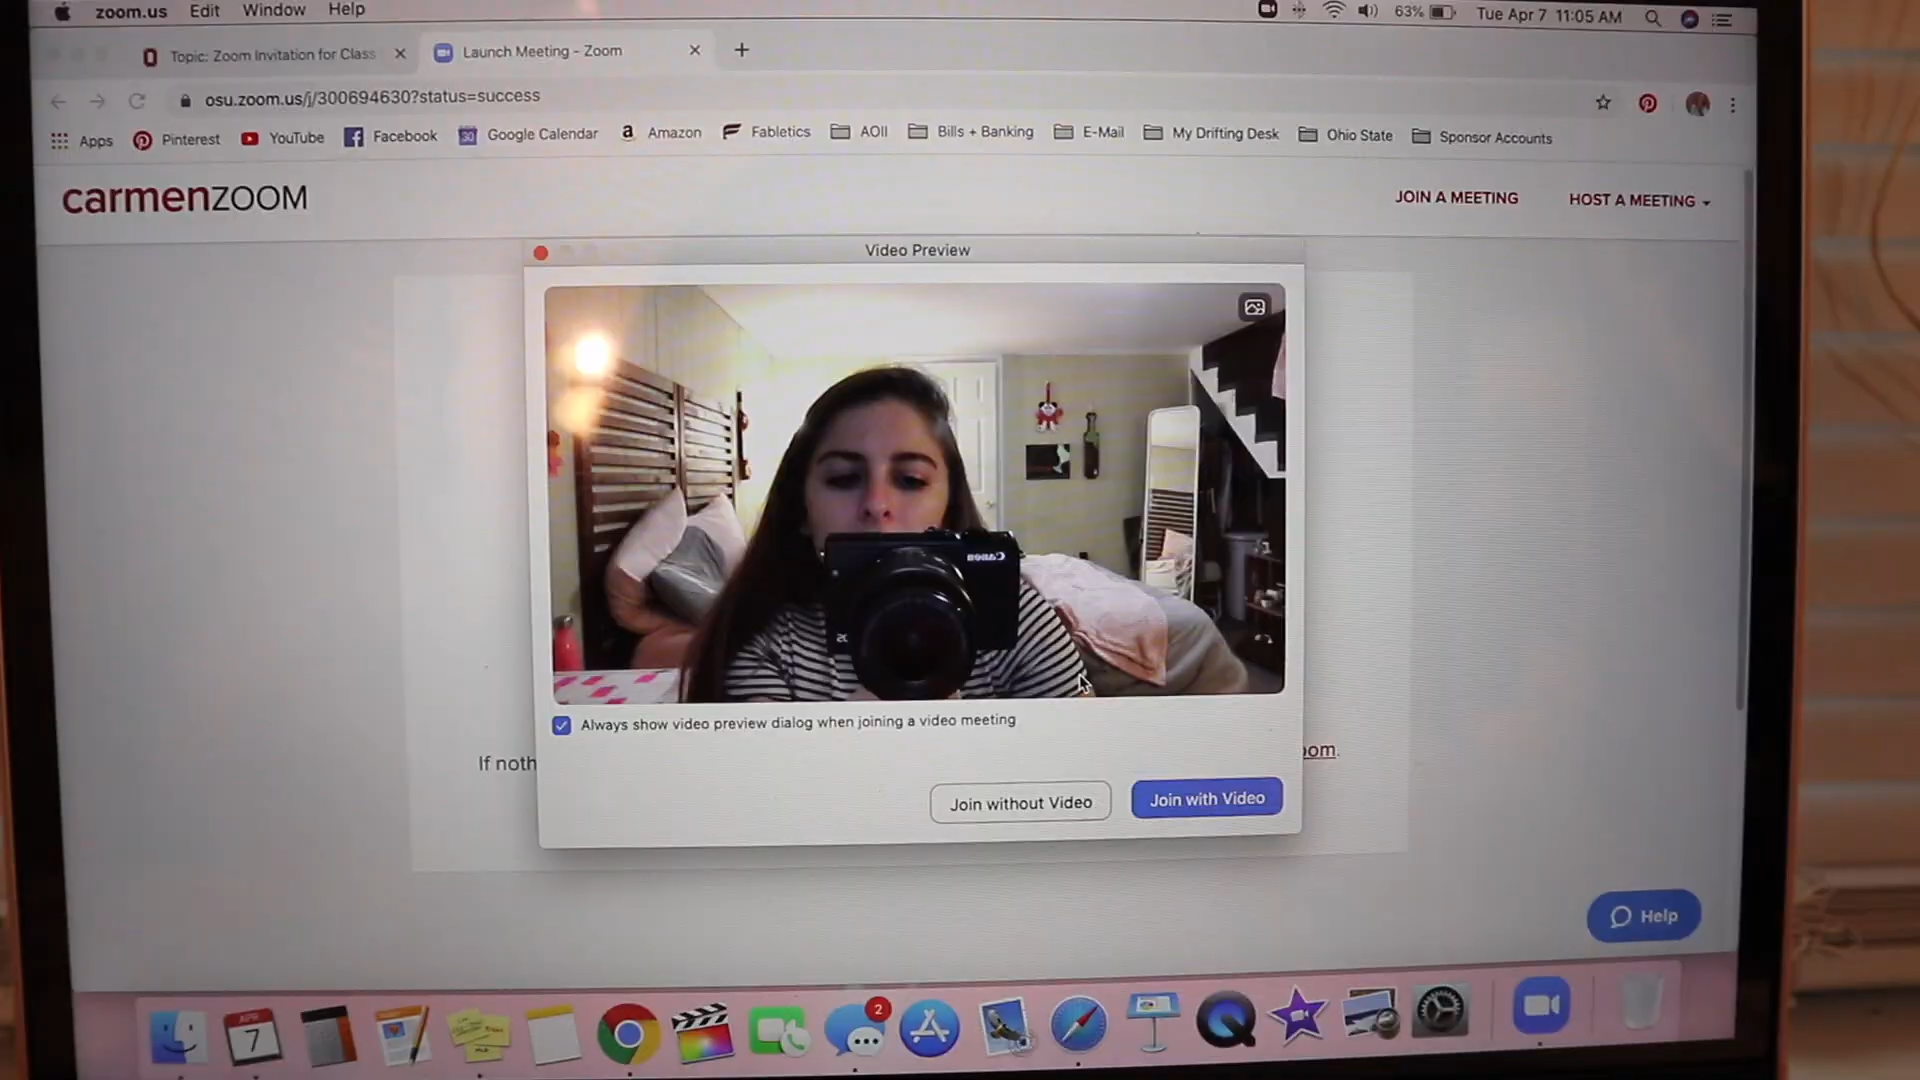 zoom.us Edit Window Help 63% Tue Apr 7 11:05 AM
Topic: Zoom Invitation for Class
Launch Meeting - Zoom
osu.zoom.us/j/300694630?status=success
Apps Pinterest YouTube Facebook 30 Google Calendar Amazon Fabletics AOII Bills + Banking E-Mail My Drifting Desk Ohio State Sponsor Accounts
carmenZOOM JOIN A MEETING HOST A MEETING
Video Preview
Canon
Always show video preview dialog when joining a video meeting
If noth
oom.
Join without Video Join with Video
Help
APR
7
2